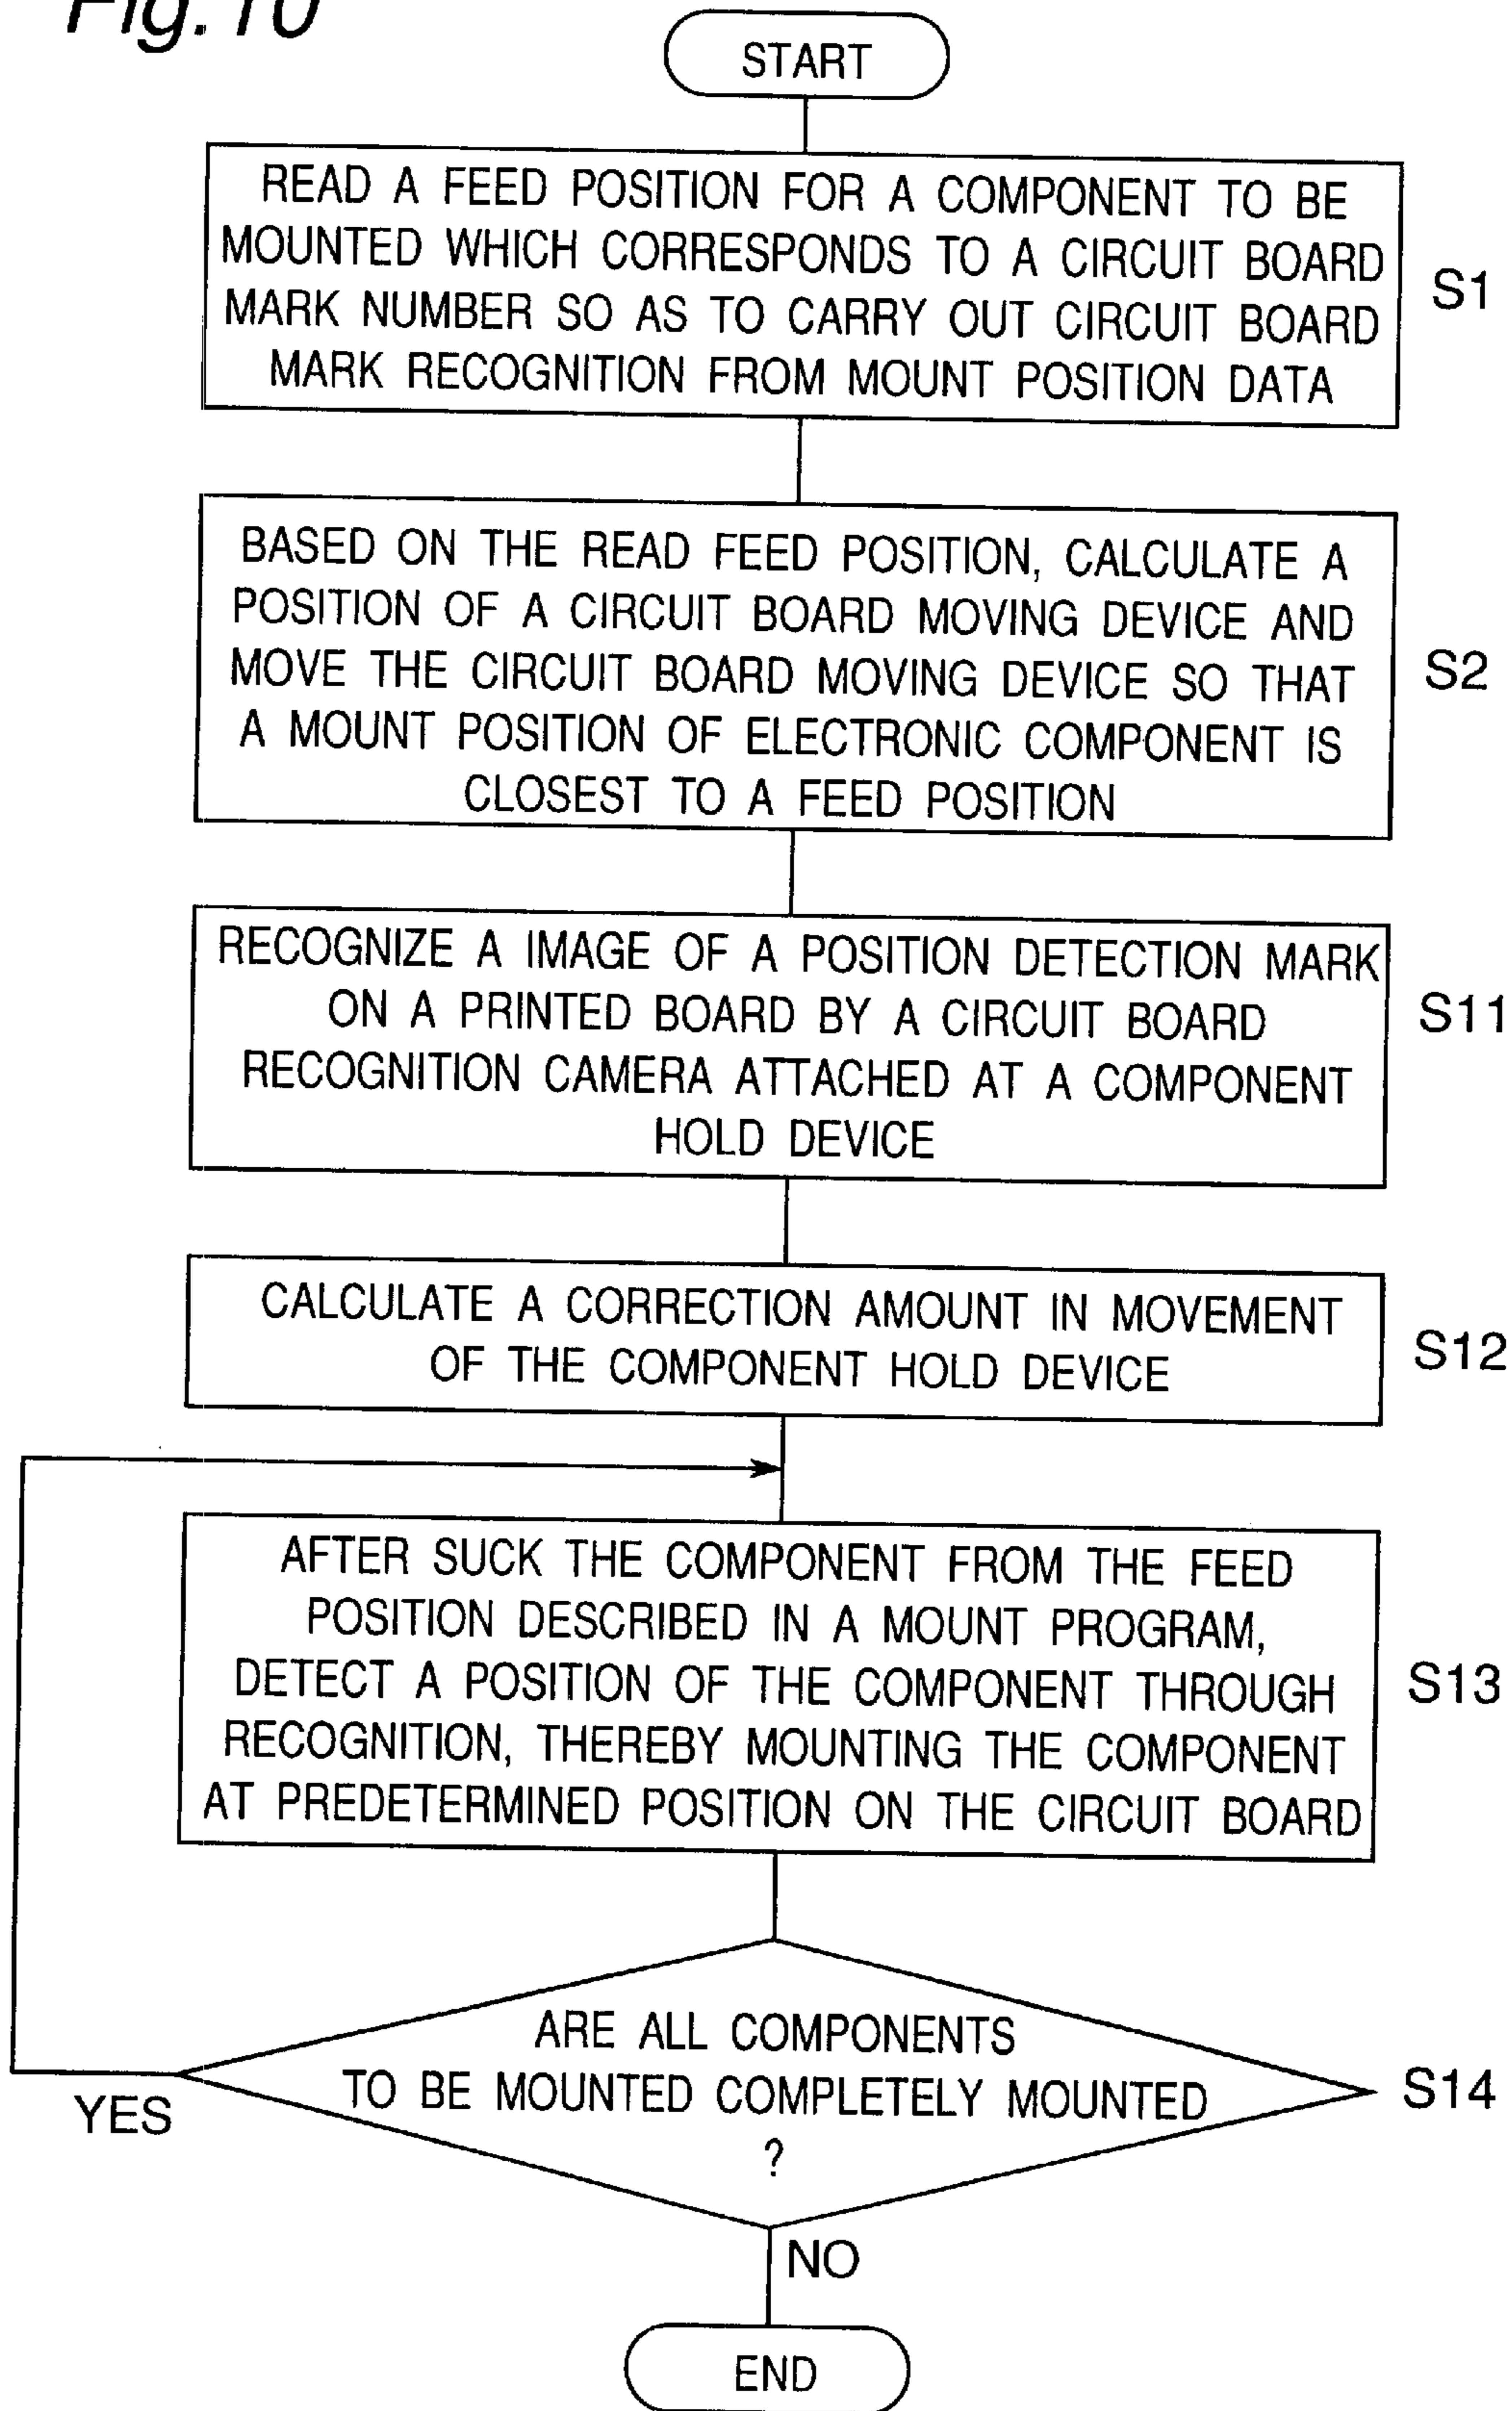 Fig. 10
START
READ A FEED POSITION FOR A COMPONENT TO BE
MOUNTED WHICH CORRESPONDS TO A CIRCUIT BOARD
MARK NUMBER SO AS TO CARRY OUT CIRCUIT BOARD
MARK RECOGNITION FROM MOUNT POSITION DATA
S1
BASED ON THE READ FEED POSITION, CALCULATE A
POSITION OF A CIRCUIT BOARD MOVING DEVICE AND
MOVE THE CIRCUIT BOARD MOVING DEVICE SO THAT
A MOUNT POSITION OF ELECTRONIC COMPONENT IS
CLOSEST TO A FEED POSITION
S2
RECOGNIZE A IMAGE OF A POSITION DETECTION MARK
ON A PRINTED BOARD BY A CIRCUIT BOARD
RECOGNITION CAMERA ATTACHED AT A COMPONENT
HOLD DEVICE
S11
CALCULATE A CORRECTION AMOUNT IN MOVEMENT
OF THE COMPONENT HOLD DEVICE
S12
AFTER SUCK THE COMPONENT FROM THE FEED
POSITION DESCRIBED IN A MOUNT PROGRAM,
DETECT A POSITION OF THE COMPONENT THROUGH
RECOGNITION, THEREBY MOUNTING THE COMPONENT
AT PREDETERMINED POSITION ON THE CIRCUIT BOARD
S13
ARE ALL COMPONENTS
TO BE MOUNTED COMPLETELY MOUNTED
?
S14
YES
NO
END